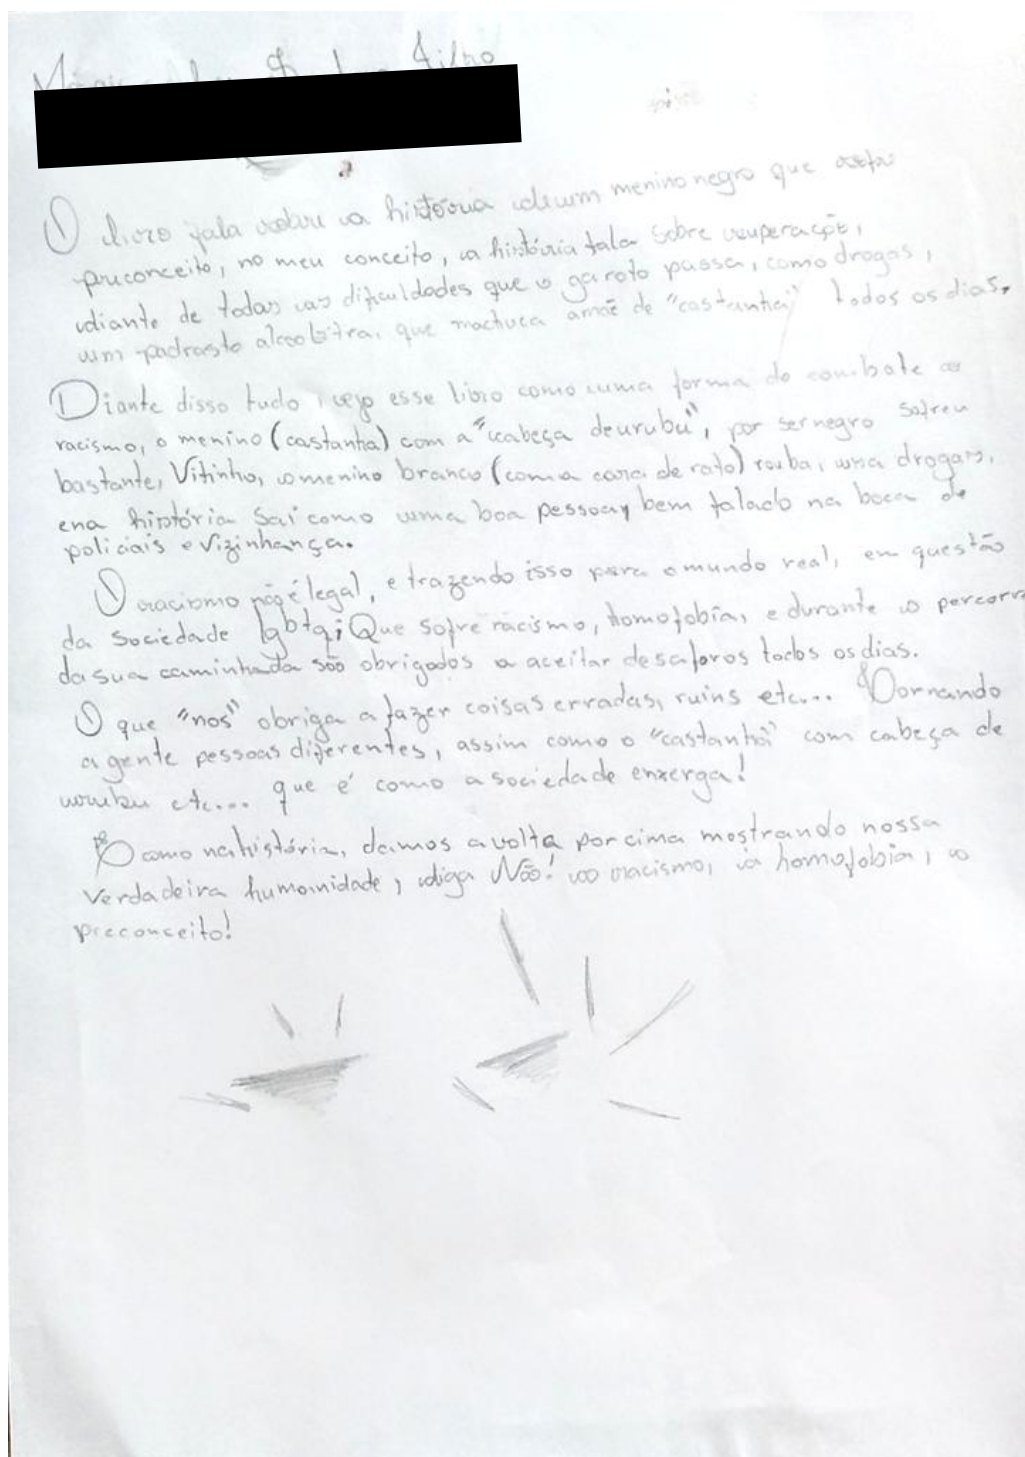 Filho
O livro fala sobre a história de um menino negro que sofre
preconceito, no meu conceito, a história fala sobre superação,
diante de todas as dificuldades que o garoto passa, como drogas,
um padrasto alcoolatra, que machuca a mãe de "castanha" todos os dias.
Diante disso tudo, vejo esse livro como uma forma de combate ao
racismo, o menino (castanha) com a "cabeça de urubu", por ser negro sofreu
bastante, Vitinho, o menino branco (com a cara de rato) rouba, usa drogas,
e na história sai como uma boa pessoa, bem falado na boca de
policiais e vizinhança.
O racismo não é legal, e trazendo isso para o mundo real, em questão
da sociedade lgbtq; Que sofre racismo, homofobia, e durante o percorre
da sua caminhada são obrigados a aceitar desaforos todos os dias.
O que "nos" obriga a fazer coisas erradas, ruins etc... Tornando
a gente pessoas diferentes, assim como o "castanha" com cabeça de
urubu etc... que é como a sociedade enxerga!
E como na história, damos a volta por cima mostrando nossa
verdadeira humanidade, diga Não! ao racismo, a homofobia, ao
preconceito!